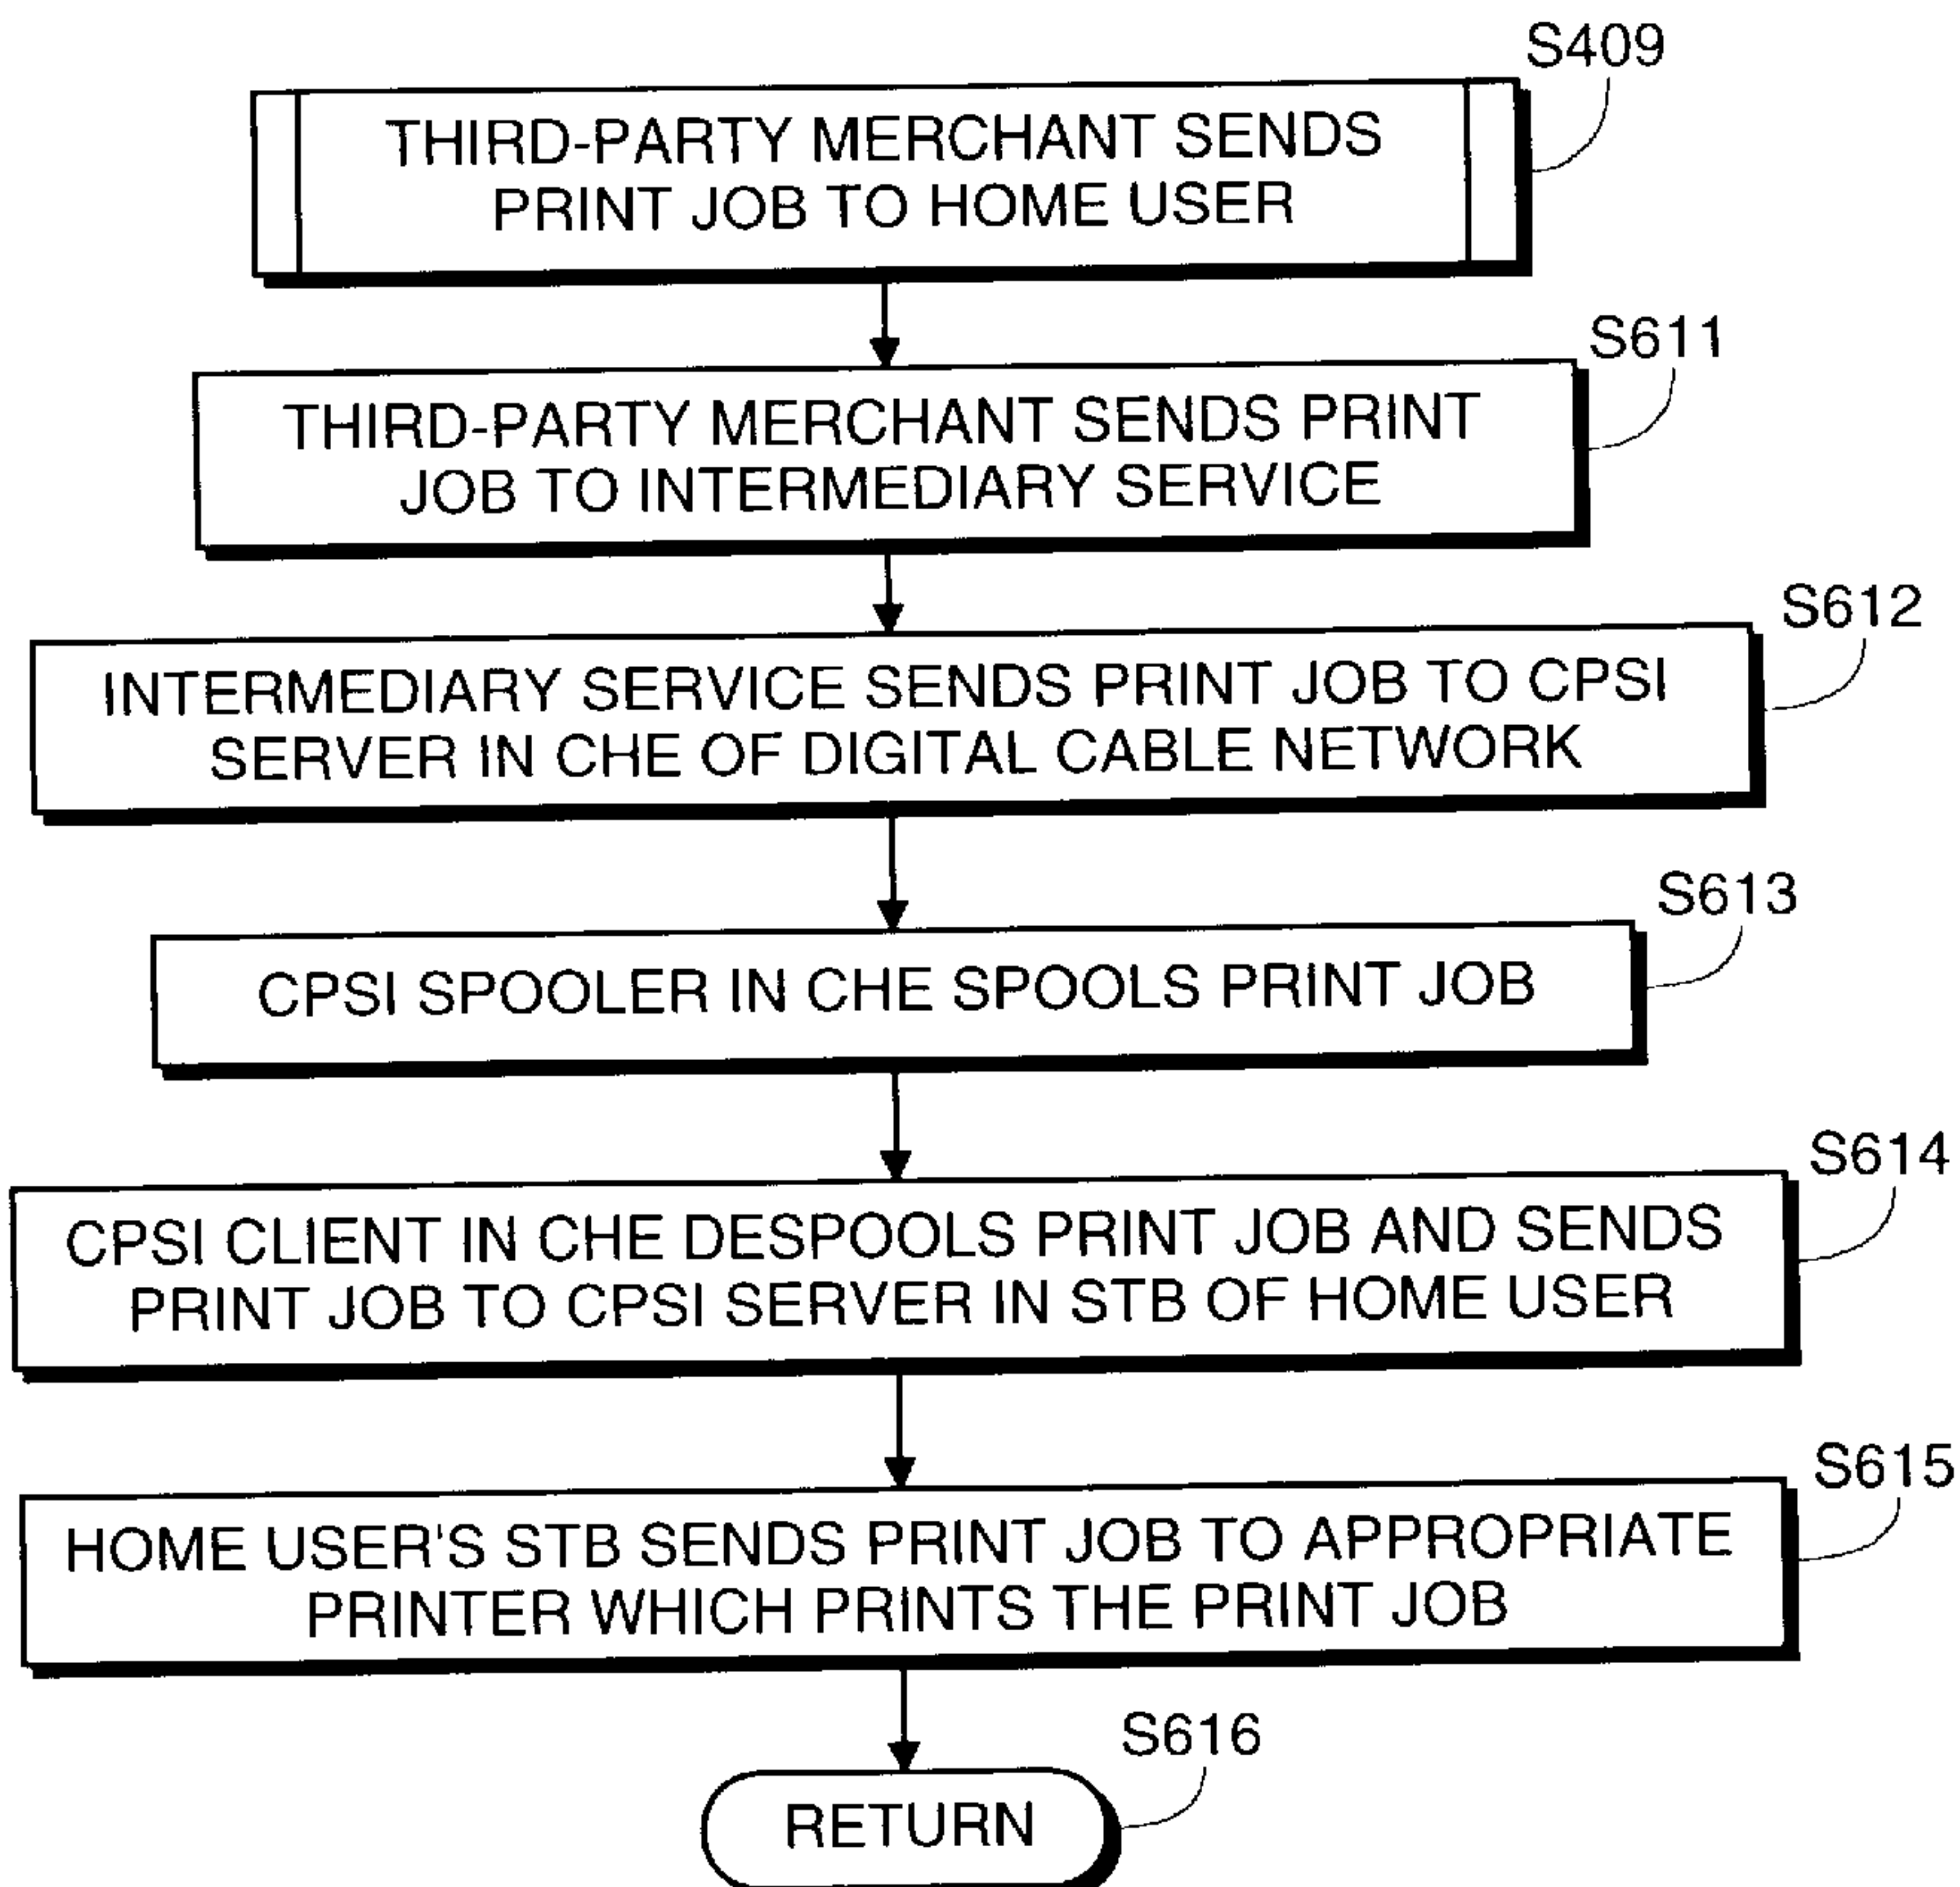 S409
THIRD-PARTY MERCHANT SENDS
PRINT JOB TO HOME USER
S611
THIRD-PARTY MERCHANT SENDS PRINT
JOB TO INTERMEDIARY SERVICE
S612
INTERMEDIARY SERVICE SENDS PRINT JOB TO CPSI
SERVER IN CHE OF DIGITAL CABLE NETWORK
S613
CPSI SPOOLER IN CHE SPOOLS PRINT JOB
S614
CPSI CLIENT IN CHE DESPOOLS PRINT JOB AND SENDS
PRINT JOB TO CPSI SERVER IN STB OF HOME USER
S615
HOME USER'S STB SENDS PRINT JOB TO APPROPRIATE
PRINTER WHICH PRINTS THE PRINT JOB
S616
RETURN